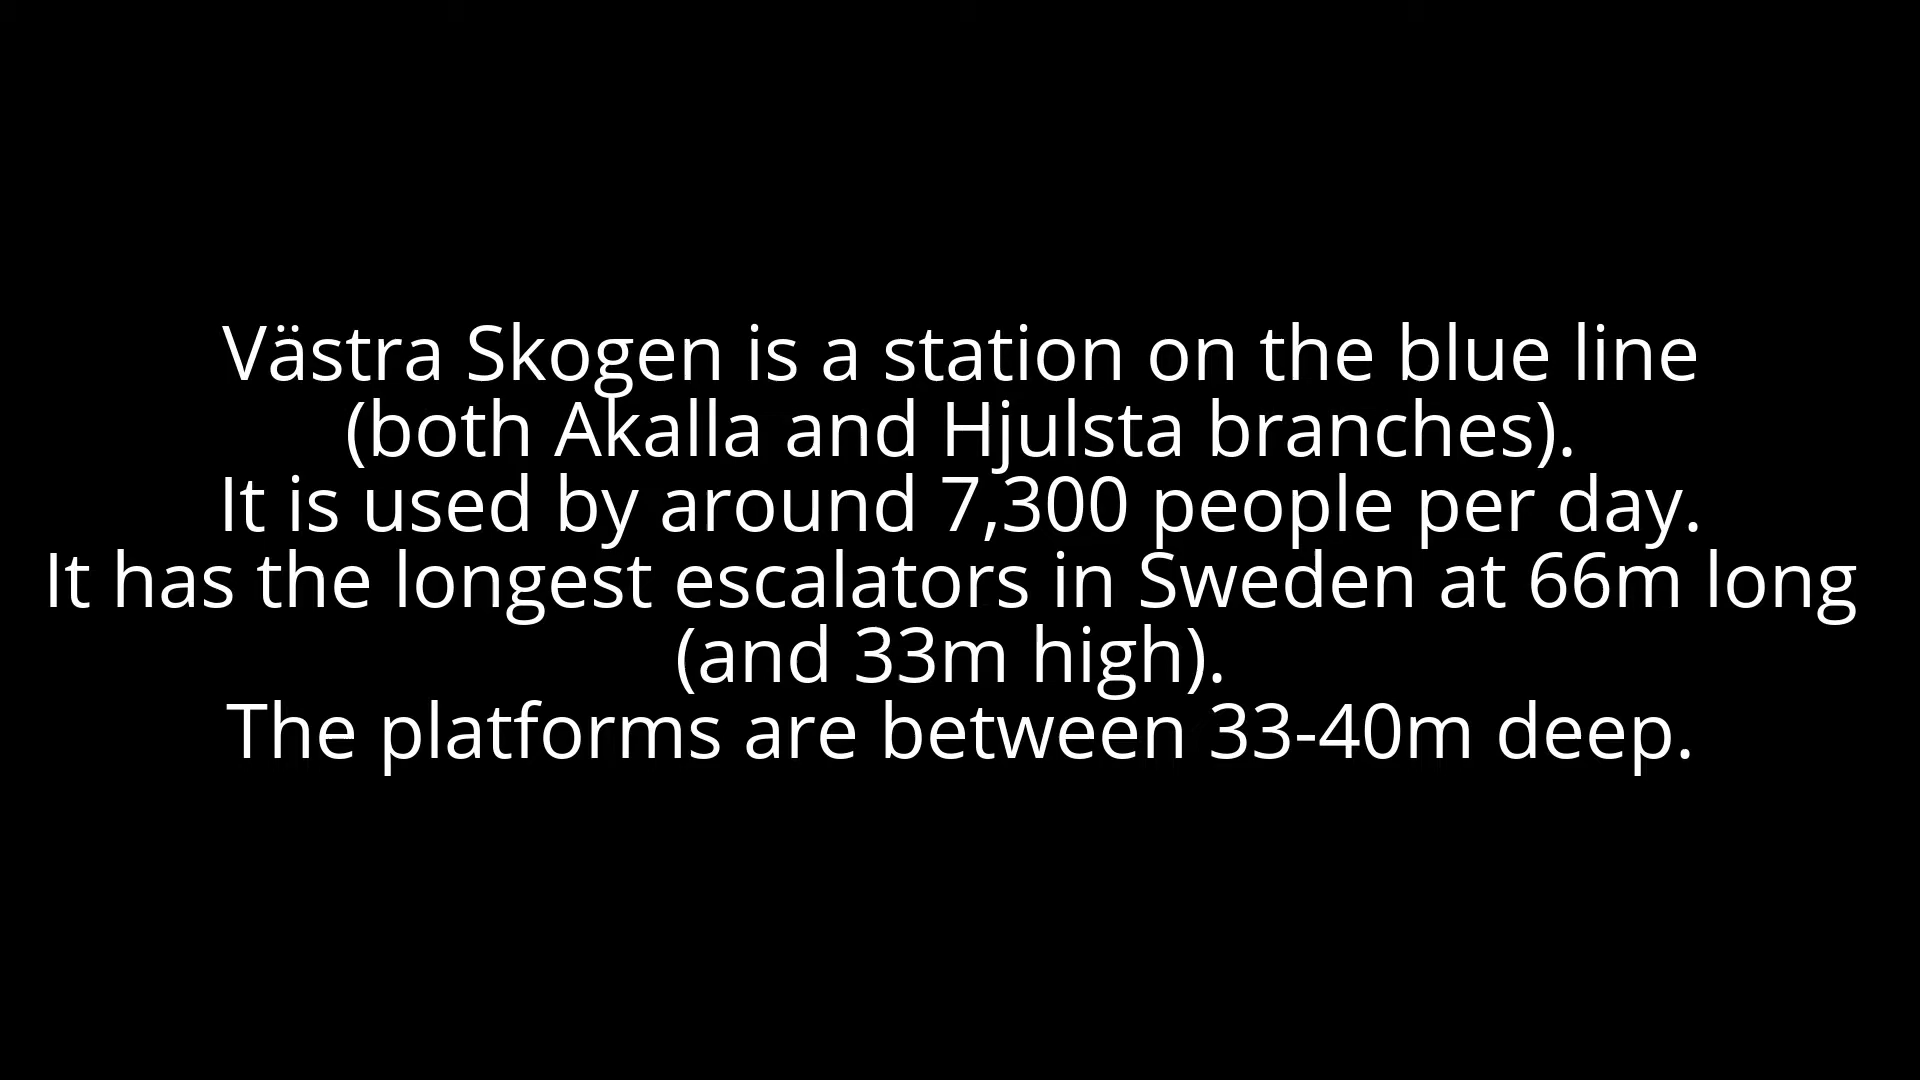 Västra Skogen is a station on the blue line
(both Akalla and Hjulsta branches).
It is used by around 7,300 people per day.
It has the longest escalators in Sweden at 66m long
(and 33m high).
The platforms are between 33-40m deep.